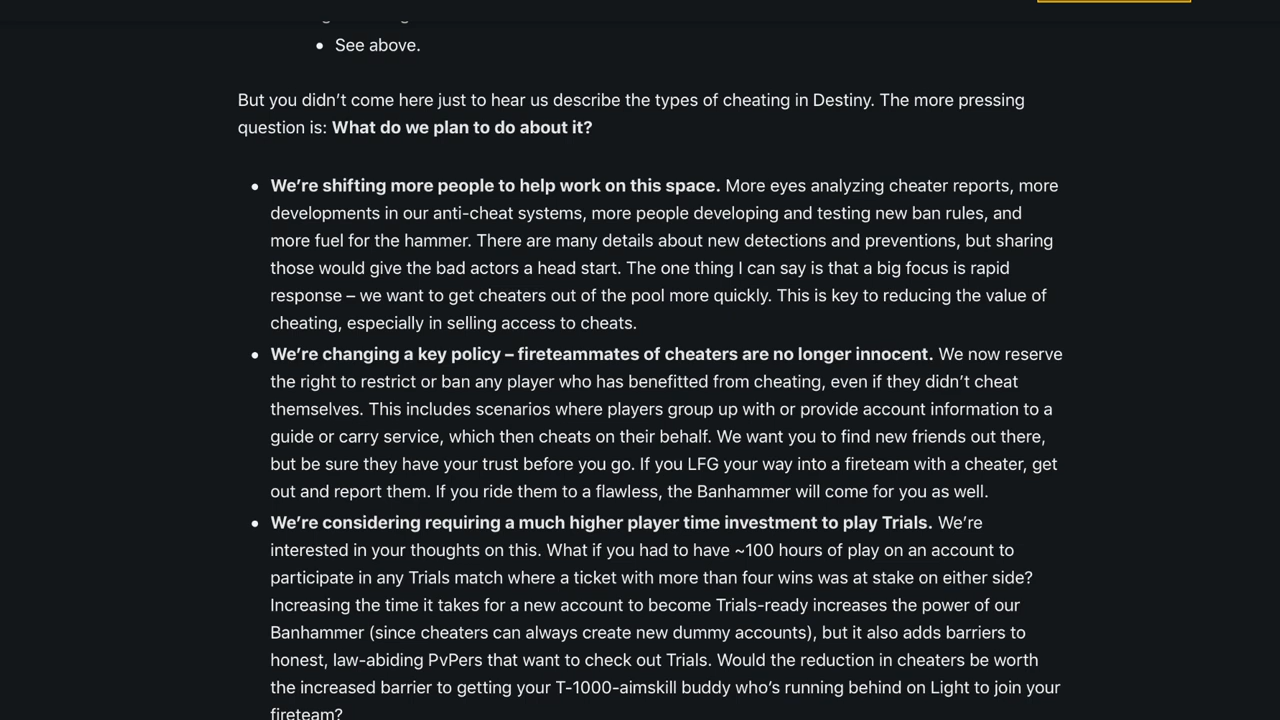 See above.
But you didn’t come here just to hear us describe the types of cheating in Destiny. The more pressing
question is: What do we plan to do about it?
We’re shifting more people to help work on this space. More eyes analyzing cheater reports, more
developments in our anti-cheat systems, more people developing and testing new ban rules, and
more fuel for the hammer. There are many details about new detections and preventions, but sharing
those would give the bad actors a head start. The one thing I can say is that a big focus is rapid
response – we want to get cheaters out of the pool more quickly. This is key to reducing the value of
cheating, especially in selling access to cheats.
We’re changing a key policy – fireteammates of cheaters are no longer innocent. We now reserve
the right to restrict or ban any player who has benefitted from cheating, even if they didn’t cheat
themselves. This includes scenarios where players group up with or provide account information to a
guide or carry service, which then cheats on their behalf. We want you to find new friends out there,
but be sure they have your trust before you go. If you LFG your way into a fireteam with a cheater, get
out and report them. If you ride them to a flawless, the Banhammer will come for you as well.
We’re considering requiring a much higher player time investment to play Trials. We’re
interested in your thoughts on this. What if you had to have ~100 hours of play on an account to
participate in any Trials match where a ticket with more than four wins was at stake on either side?
Increasing the time it takes for a new account to become Trials-ready increases the power of our
Banhammer (since cheaters can always create new dummy accounts), but it also adds barriers to
honest, law-abiding PvPers that want to check out Trials. Would the reduction in cheaters be worth
the increased barrier to getting your T-1000-aimskill buddy who’s running behind on Light to join your
fireteam?